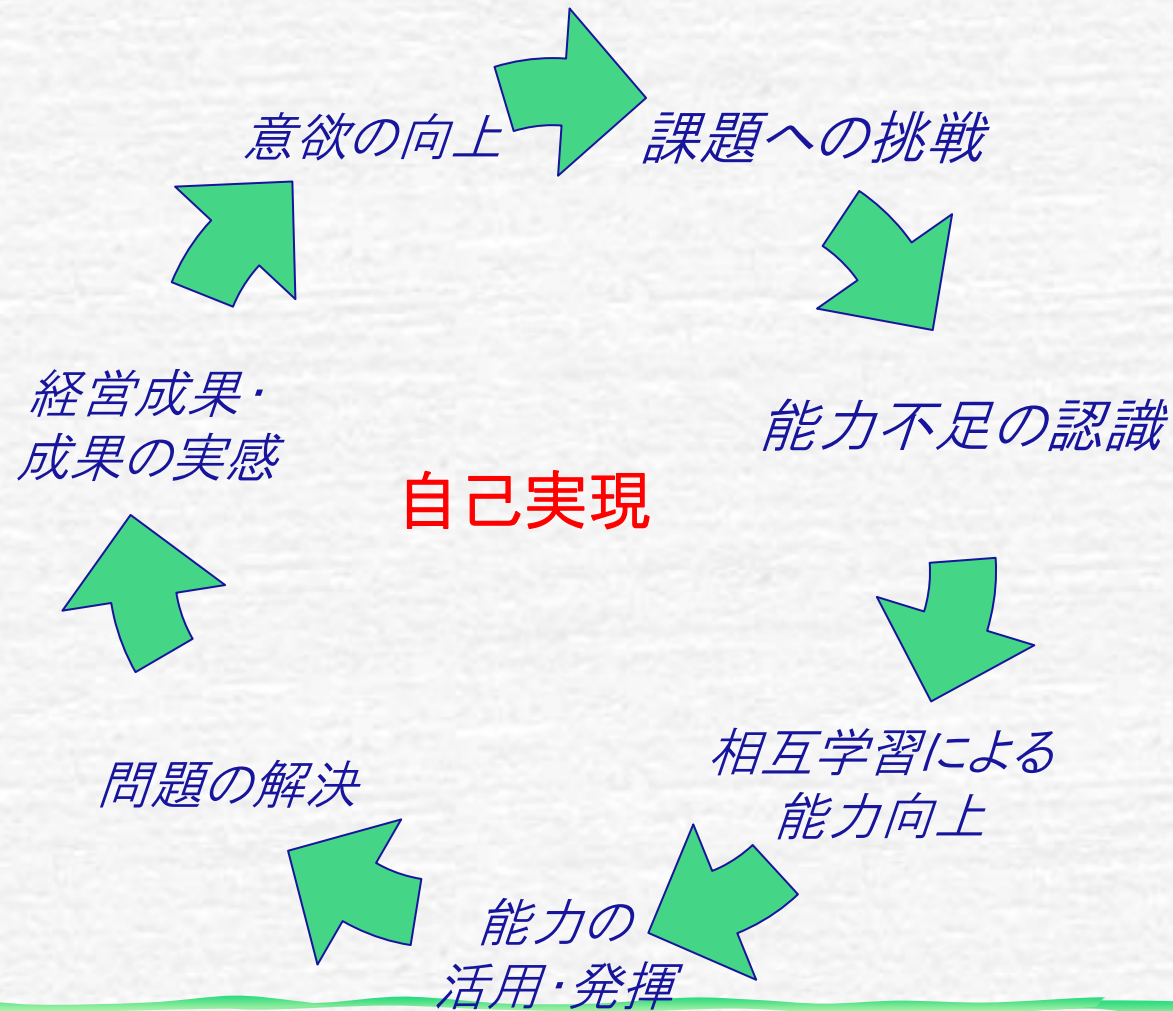 意欲の向上
課題への挑戦
経営成果・
成果の実感
能力不足の認識
自己実現
相互学習による
能力向上
問題の解決
能力の
活用・発揮